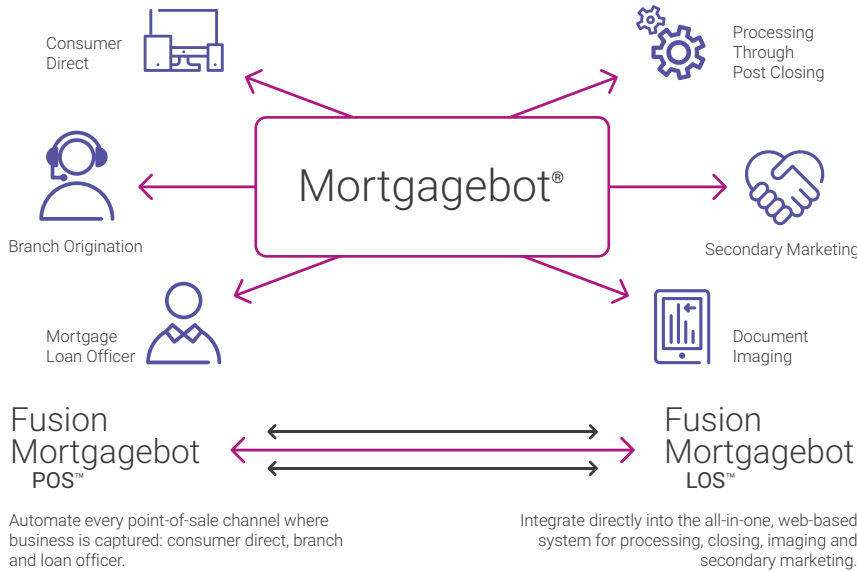 Consumer
Direct
Processing
Through
Post Closing
Mortgagebot®
Branch Origination
Secondary Marketing
Mortgage
Loan Officer
Document
Imaging
Fusion
Mortgagebot
POS™
Fusion
Mortgagebot
LOS™
Automate every point-of-sale channel where
business is captured: consumer direct, branch
and loan officer.
Integrate directly into the all-in-one, web-based
system for processing, closing, imaging and
secondary marketing.